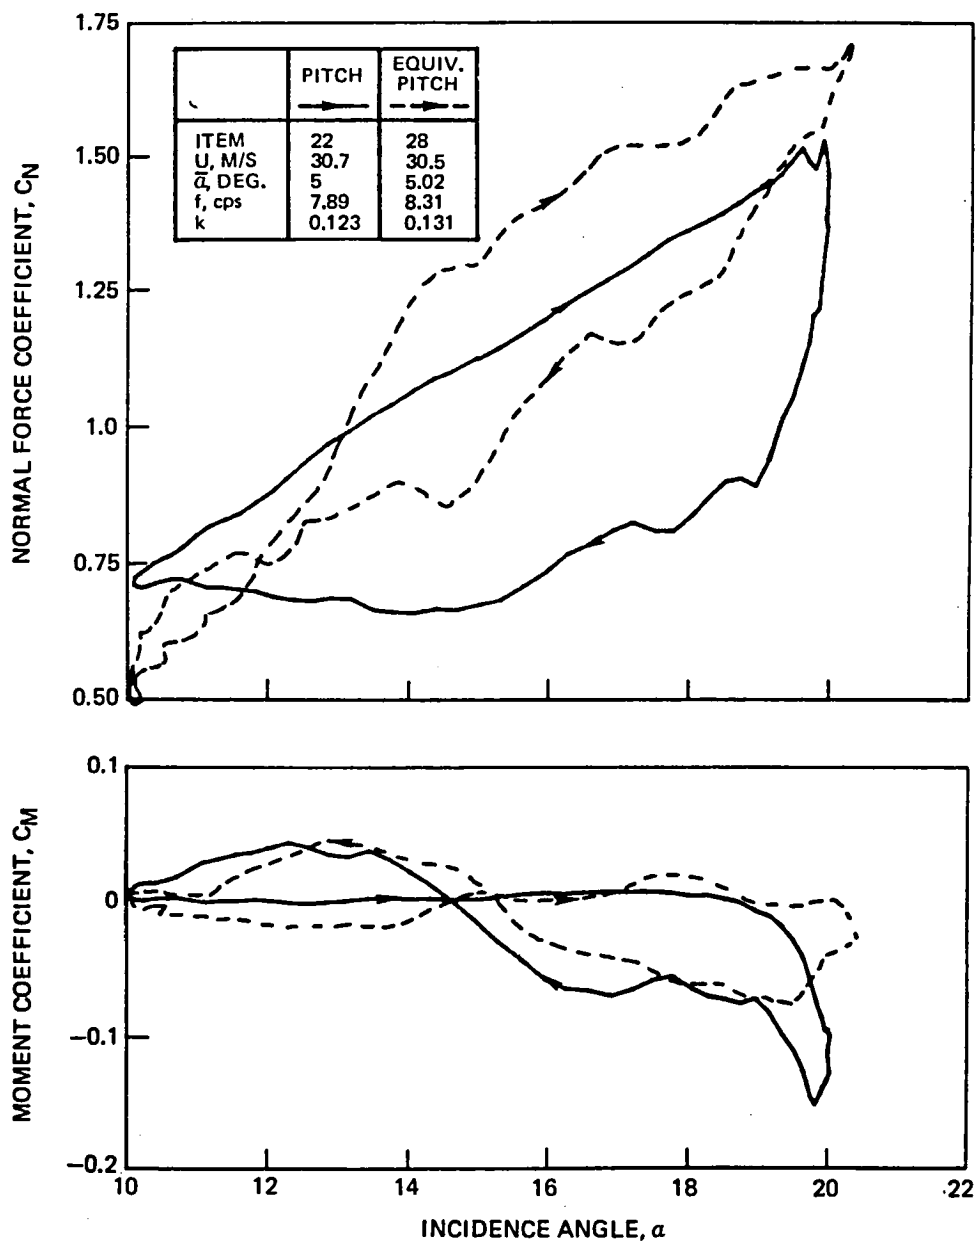 1.75
PITCH
EQUIV.
PITCH
ITEM 22 28
U, M/S 30.7 30.5
ᾱ, DEG. 5 5.02
f, cps 7.89 8.31
k 0.123 0.131
1.50
1.25
1.0
0.75
0.50
NORMAL FORCE COEFFICIENT, CN
0.1
0
−0.1
−0.2
MOMENT COEFFICIENT, CM
10 12 14 16 18 20 22
INCIDENCE ANGLE, α